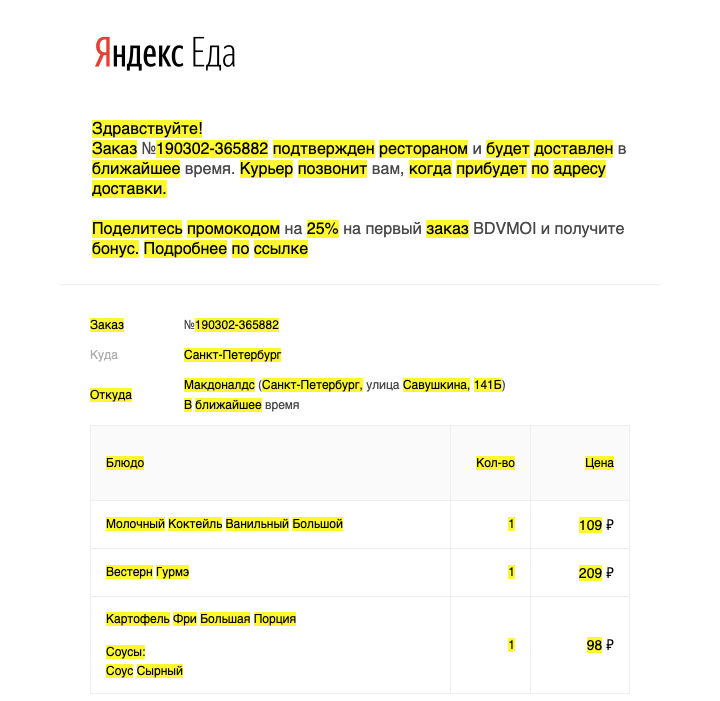 Яндекс Еда
Здравствуйте!
Заказ №190302-365882 подтвержден рестораном и будет доставлен в
ближайшее время. Курьер позвонит вам, когда прибудет по адресу
доставки.
Поделитесь промокодом на 25% на первый заказ BDVMOI и получите
бонус. Подробнее по ссылке
Заказ №190302-365882
Куда Санкт-Петербург
Откуда Макдоналдс (Санкт-Петербург, улица Савушкина, 141Б)
В ближайшее время
Блюдо Кол-во Цена
Молочный Коктейль Ванильный Большой 1 109 ₽
Вестерн Гурмэ 1 209 ₽
Картофель Фри Большая Порция
Соусы: 1 98 ₽
Соус Сырный